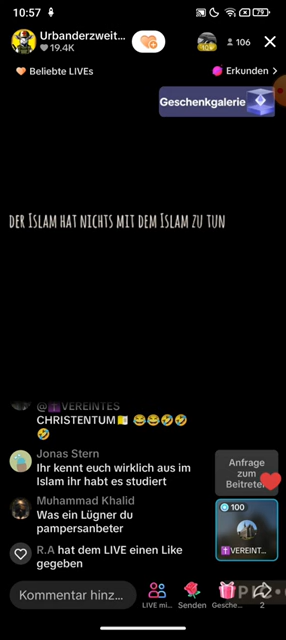 10:57
79
Urbanderzweit...
19.4K
106
Beliebte LIVEs
Erkunden >
Geschenkgalerie
der Islam hat nichts mit dem Islam zu tun
@✝️VEREINTES
CHRISTENTUM🇻🇦 😂😂🤣🤣
🤣
Jonas Stern
Ihr kennt euch wirklich aus im
Islam ihr habt es studiert
Anfrage
zum
Beitreten
Muhammad Khalid
Was ein Lügner du
pampersanbeter
100
✝️VEREINT...
R.A hat dem LIVE einen Like
gegeben
Kommentar hinz...
LIVE mi...
Senden
Gesche...
2